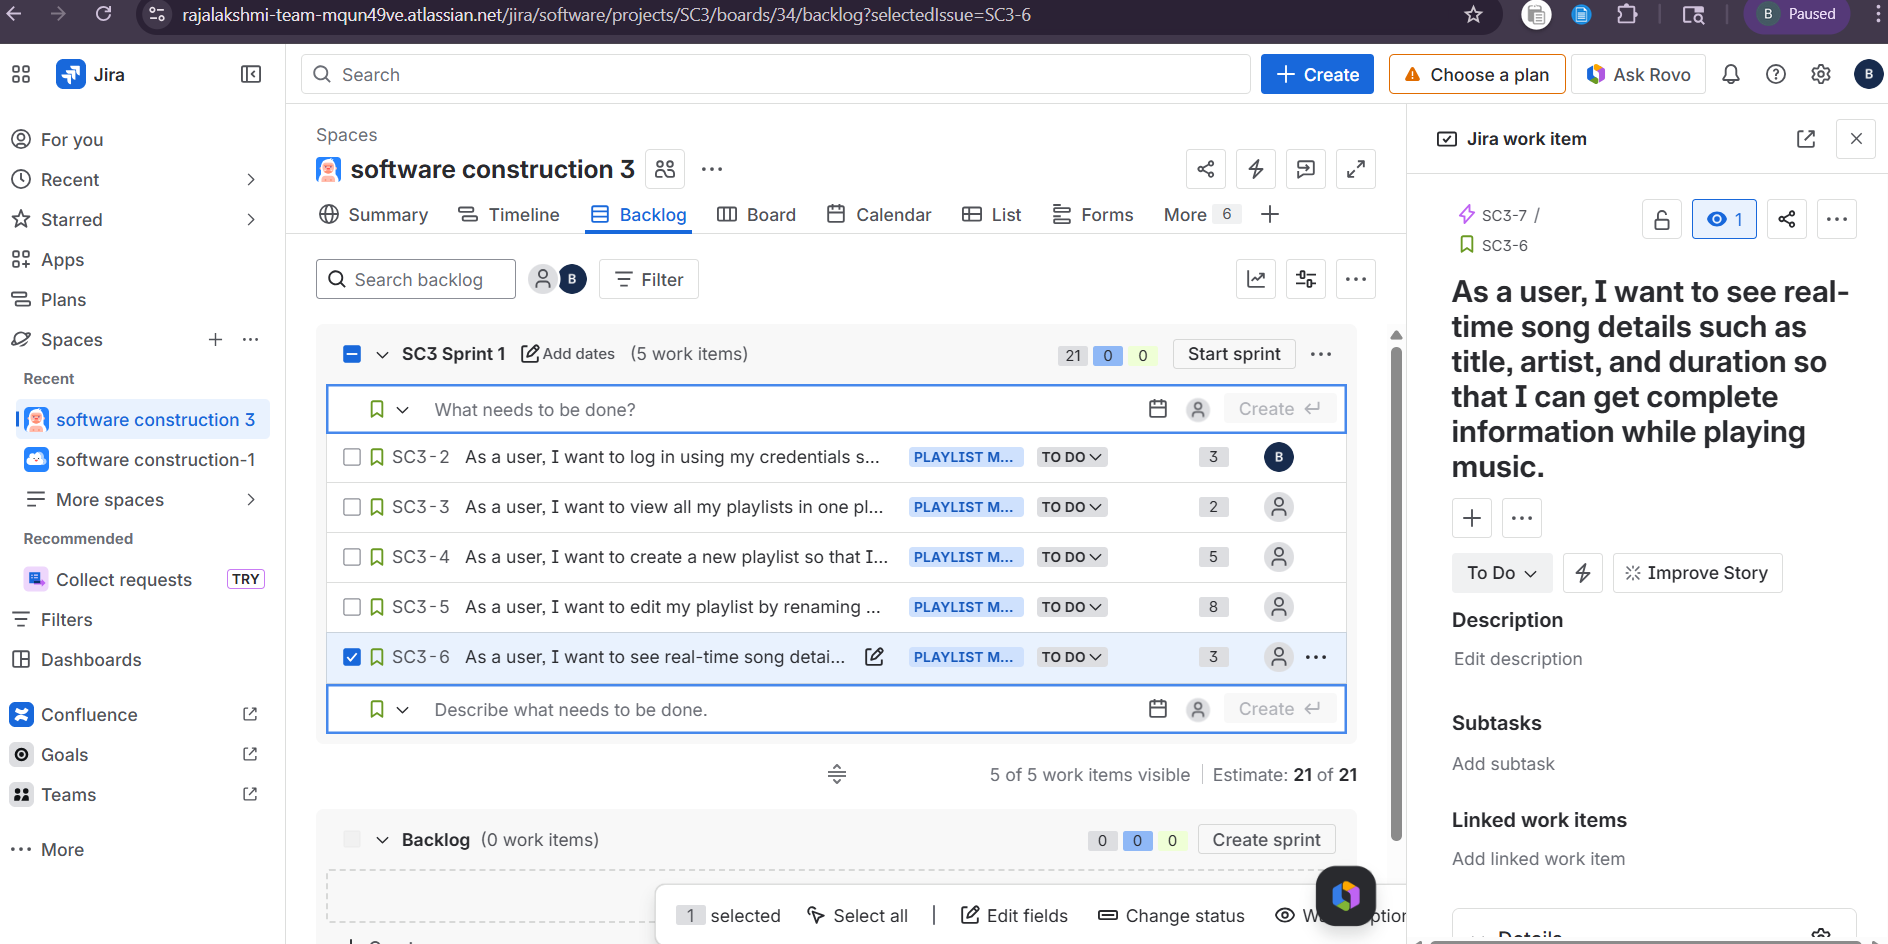 rajalakshmi-team-mqun49ve.atlassian.net/jira/software/projects/SC3/boards/34/backlog?selectedIssue=SC3-6
B Paused
Jira
Search
Create
Choose a plan
Ask Rovo
B
For you
Recent
Starred
Apps
Plans
Spaces
Recent
software construction 3
software construction-1
More spaces
Recommended
Collect requests TRY
Filters
Dashboards
Confluence
Goals
Teams
More
Spaces
software construction 3
Summary Timeline Backlog Board Calendar List Forms More 6
Search backlog B Filter
SC3 Sprint 1 Add dates (5 work items) 21 0 0 Start sprint
What needs to be done? Create
SC3-2 As a user, I want to log in using my credentials s... PLAYLIST M... TO DO 3 B
SC3-3 As a user, I want to view all my playlists in one pl... PLAYLIST M... TO DO 2
SC3-4 As a user, I want to create a new playlist so that I... PLAYLIST M... TO DO 5
SC3-5 As a user, I want to edit my playlist by renaming ... PLAYLIST M... TO DO 8
SC3-6 As a user, I want to see real-time song detai... PLAYLIST M... TO DO 3
Describe what needs to be done. Create
5 of 5 work items visible Estimate: 21 of 21
Backlog (0 work items) 0 0 0 Create sprint
1 selected Select all Edit fields Change status
Jira work item
SC3-7 /
SC3-6
1
As a user, I want to see real-
time song details such as
title, artist, and duration so
that I can get complete
information while playing
music.
To Do Improve Story
Description
Edit description
Subtasks
Add subtask
Linked work items
Add linked work item
Details